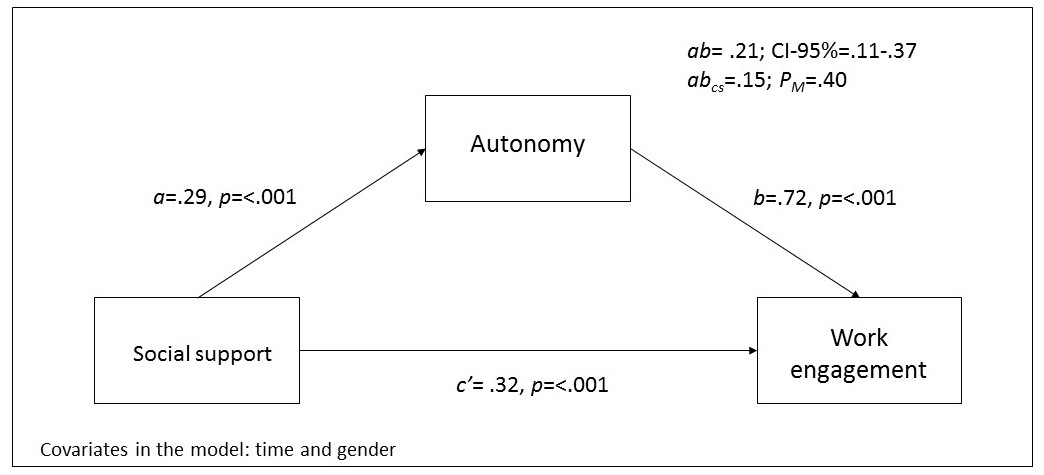 ab= .21; CI-95%=.11-.37
ab_cs=.15; P_M=.40
Autonomy
a=.29, p=<.001
b=.72, p=<.001
Social support
Work
engagement
c’= .32, p=<.001
Covariates in the model: time and gender